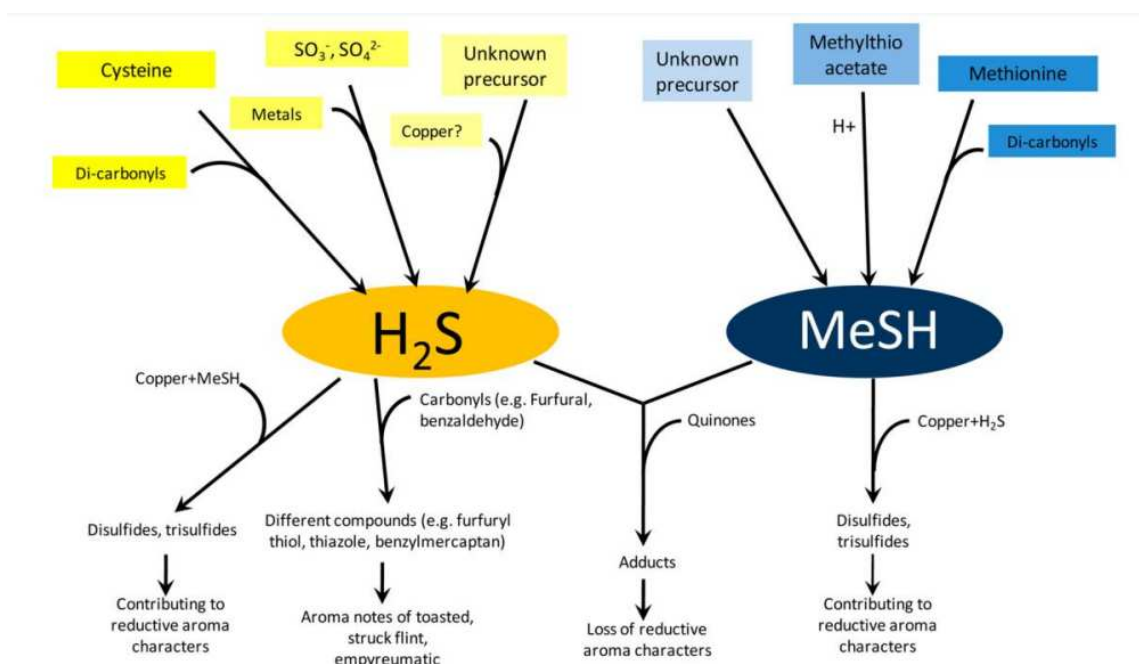 Cysteine
SO₃⁻, SO₄²⁻
Unknown
precursor
Unknown
precursor
Methylthio
acetate
Methionine
Metals
Copper?
H+
Di-carbonyls
Di-carbonyls
H₂S
MeSH
Copper+MeSH
Carbonyls (e.g. Furfural,
benzaldehyde)
Quinones
Copper+H₂S
Disulfides, trisulfides
Different compounds (e.g. furfuryl
thiol, thiazole, benzylmercaptan)
Adducts
Disulfides,
trisulfides
Contributing to
reductive aroma
characters
Aroma notes of toasted,
struck flint,
empyreumatic
Loss of reductive
aroma characters
Contributing to
reductive aroma
characters